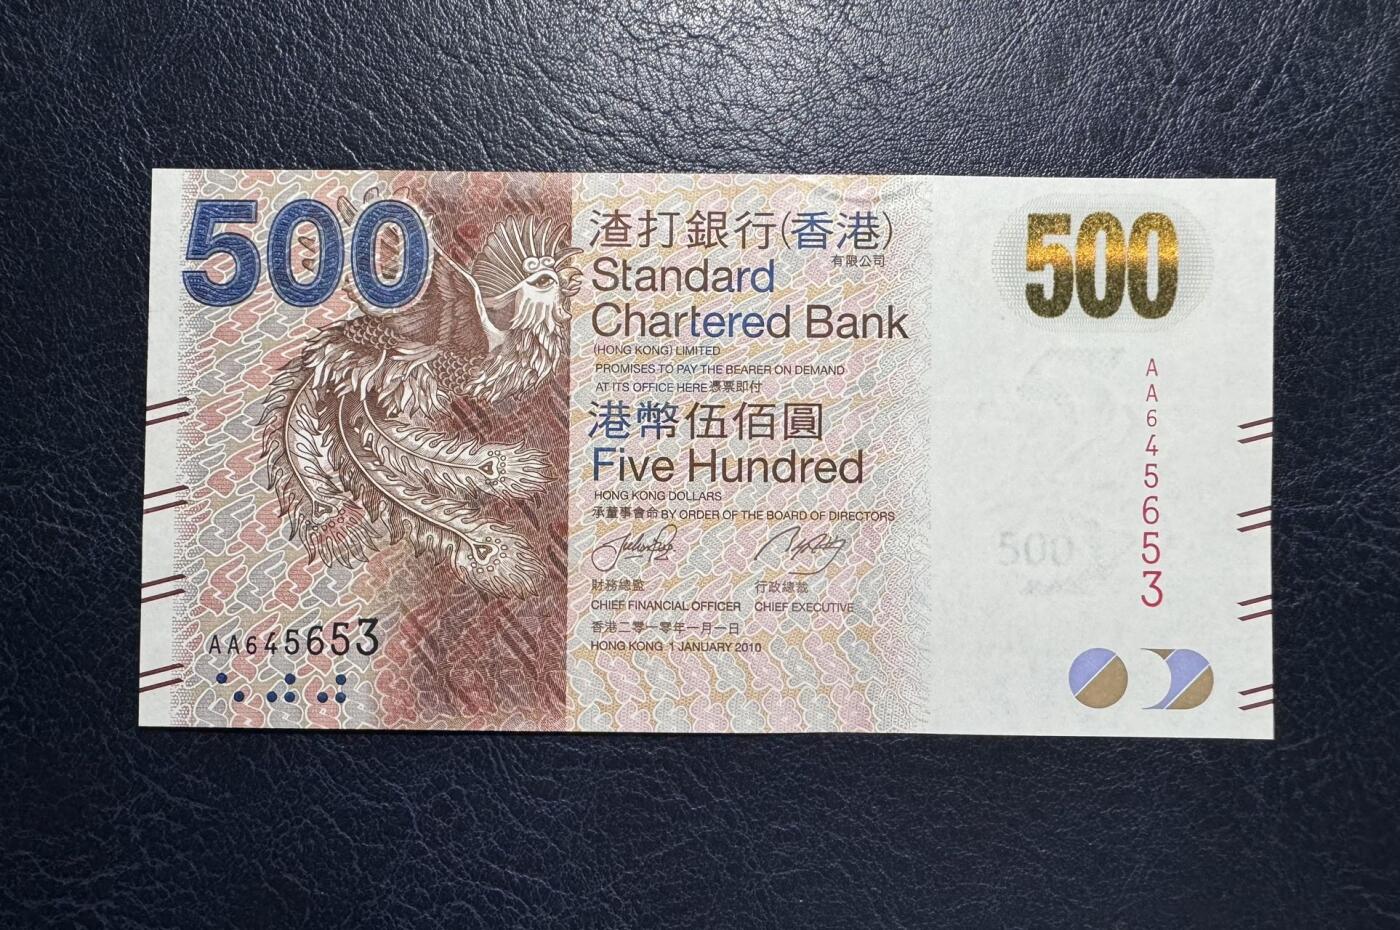 500
渣打銀行(香港)
有限公司
Standard
Chartered Bank
(HONG KONG) LIMITED
PROMISES TO PAY THE BEARER ON DEMAND
AT ITS OFFICE HERE 憑票即付
港幣伍佰圓
Five Hundred
HONG KONG DOLLARS
承董事會命 BY ORDER OF THE BOARD OF DIRECTORS
財務總監 行政總裁
CHIEF FINANCIAL OFFICER CHIEF EXECUTIVE
香港二零一零年一月一日
HONG KONG 1 JANUARY 2010
AA645653
500
AA645653
500